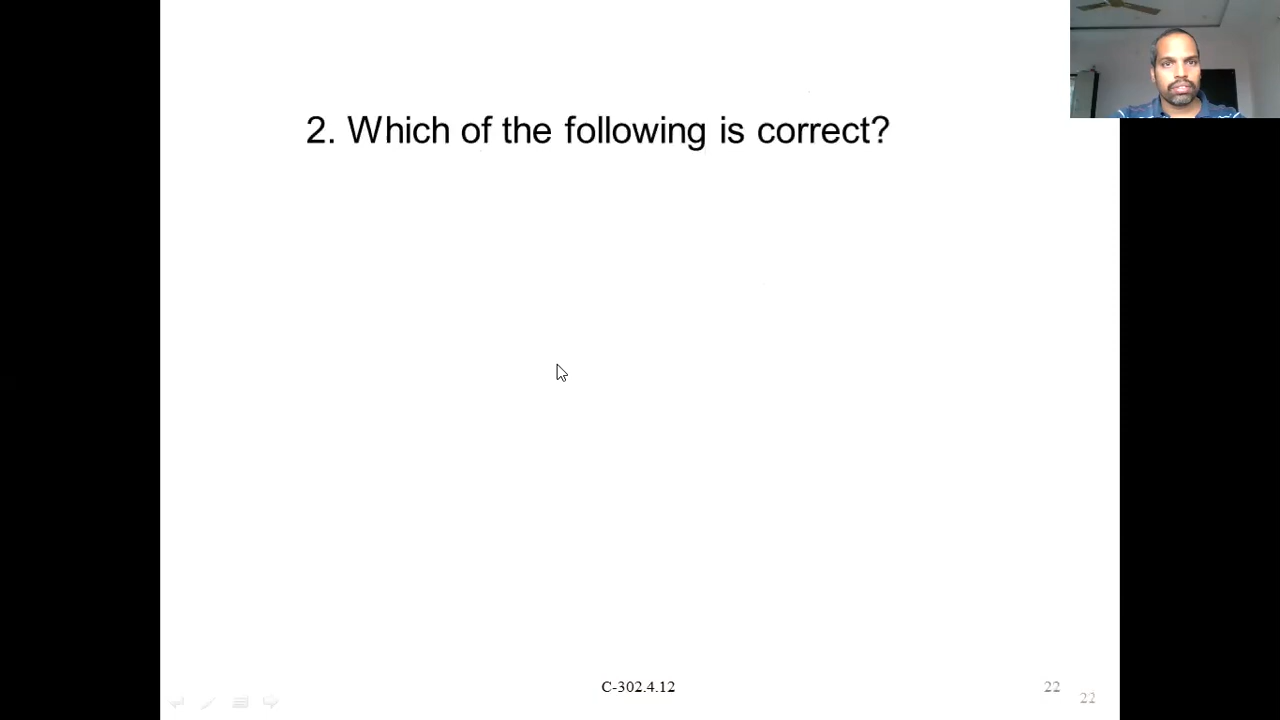 2. Which of the following is correct?
C-302.4.12
22
22